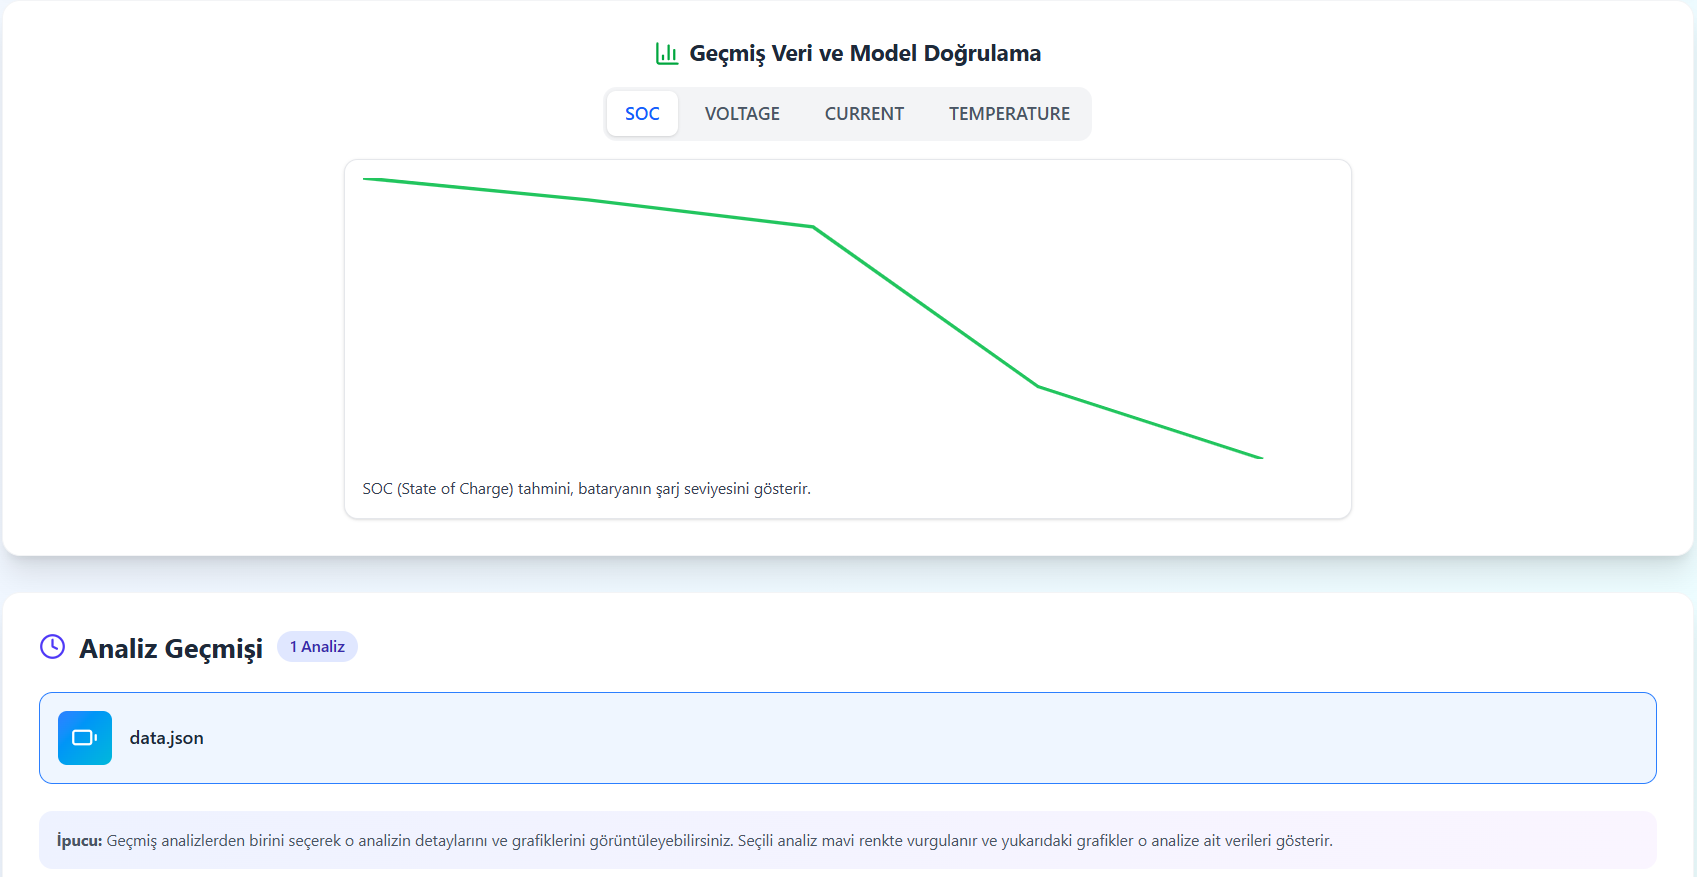 Geçmiş Veri ve Model Doğrulama
SOC VOLTAGE CURRENT TEMPERATURE
SOC (State of Charge) tahmini, bataryanın şarj seviyesini gösterir.
Analiz Geçmişi 1 Analiz
data.json
İpucu: Geçmiş analizlerden birini seçerek o analizin detaylarını ve grafiklerini görüntüleyebilirsiniz. Seçili analiz mavi renkte vurgulanır ve yukarıdaki grafikler o analize ait verileri gösterir.